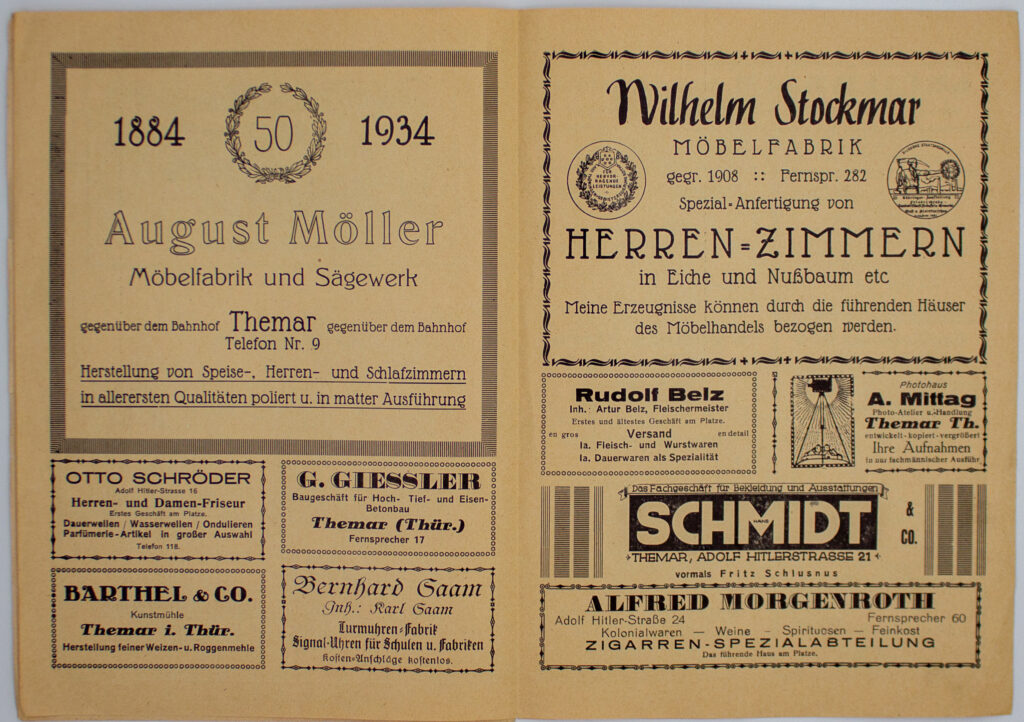 1884 50 1934
August Möller
Möbelfabrik und Sägewerk
gegenüber dem Bahnhof Themar gegenüber dem Bahnhof
Telefon Nr. 9
Herstellung von Speise-, Herren- und Schlafzimmern
in allerersten Qualitäten poliert u. in matter Ausführung
OTTO SCHRÖDER
Adolf Hitler-Strasse 16
Herren- und Damen-Friseur
Erstes Geschäft am Platze.
Dauerwellen / Wasserwellen / Ondulieren
Parfümerie-Artikel in großer Auswahl
Telefon 118.
G. GIESSLER
Baugeschäft für Hoch- Tief- und Eisen-
Betonbau
Themar (Thür.)
Fernsprecher 17
BARTHEL & CO.
Kunstmühle
Themar i. Thür.
Herstellung feiner Weizen- u. Roggenmehle
Bernhard Saam
Inh.: Karl Saam
Turmuhren-Fabrik
Signal-Uhren für Schulen u. Fabriken
Kosten-Anschläge kostenlos.
Wilhelm Stockmar
MÖBELFABRIK
gegr. 1908 :: Fernspr. 282
Spezial-Anfertigung von
HERREN-ZIMMERN
in Eiche und Nußbaum etc
Meine Erzeugnisse können durch die führenden Häuser
des Möbelhandels bezogen werden.
FÜR HERVOR-
RAGENDE
LEISTUNGEN
Rudolf Belz
Inh.: Artur Belz, Fleischermeister
Erstes und ältestes Geschäft am Platze.
en gros Versand en detail
Ia. Fleisch- und Wurstwaren
Ia. Dauerwaren als Spezialität
Photohaus
A. Mittag
Photo-Atelier u.-Handlung
Themar Th.
entwickelt-kopiert-vergrößert
Ihre Aufnahmen
in nur fachmännischer Ausführ
Das Fachgeschäft für Bekleidung und Ausstattungen
HANS SCHMIDT & CO.
THEMAR, ADOLF HITLERSTRASSE 21
vormals Fritz Schlusnus
ALFRED MORGENROTH
Adolf Hitler-Straße 24 Fernsprecher 60
Kolonialwaren — Weine — Spirituosen — Feinkost
ZIGARREN-SPEZIALABTEILUNG
Das führende Haus am Platze.